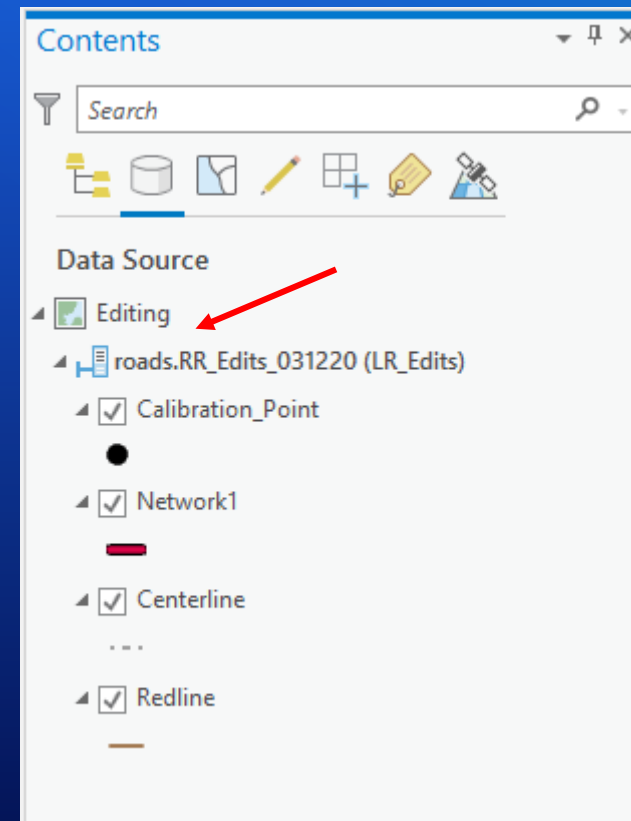 Contents
Search
Data Source
Editing
roads.RR_Edits_031220 (LR_Edits)
Calibration_Point
Network1
Centerline
Redline